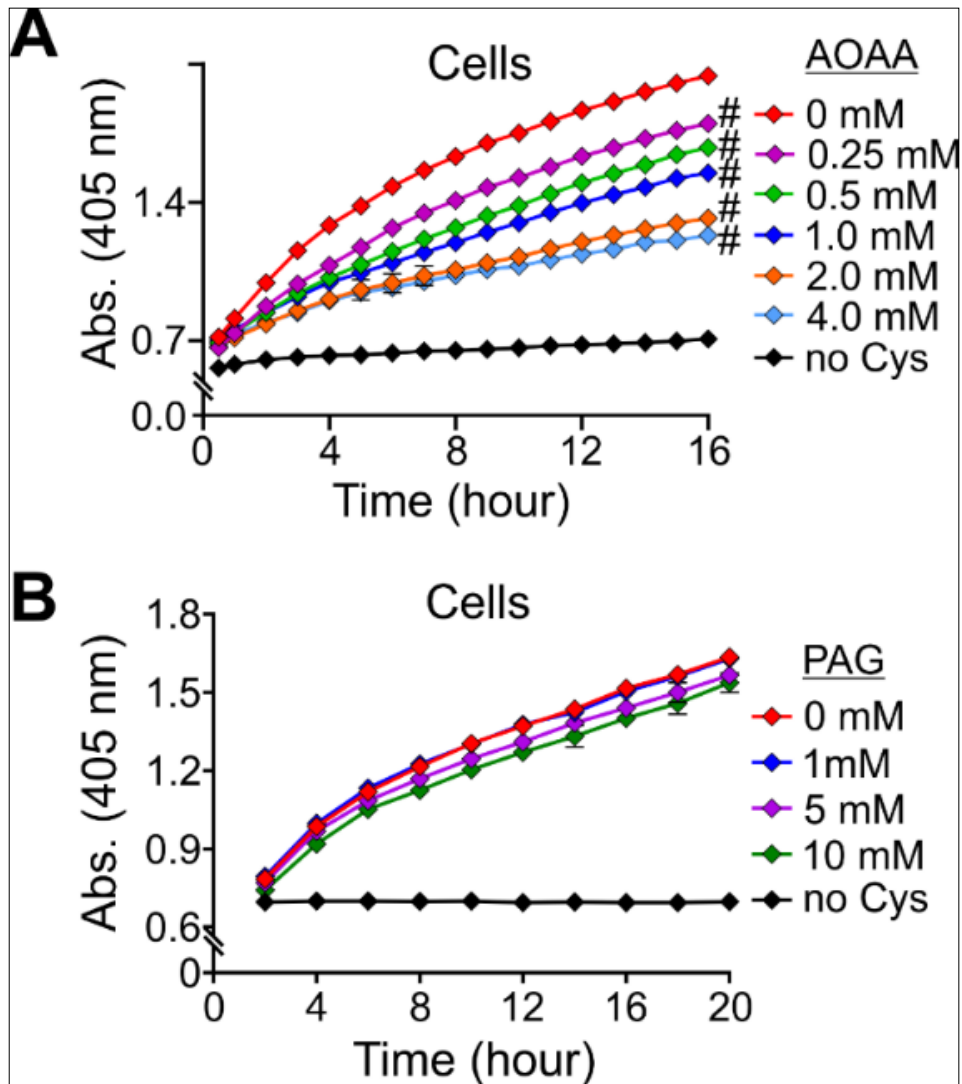 A
Cells
AOAA
Abs. (405 nm)
1.4
0.7
0.0
0 4 8 12 16
Time (hour)
#
#
#
#
#
0 mM
0.25 mM
0.5 mM
1.0 mM
2.0 mM
4.0 mM
no Cys
B
Cells
PAG
Abs. (405 nm)
1.8
1.5
1.2
0.9
0.6
0
0 4 8 12 16 20
Time (hour)
0 mM
1mM
5 mM
10 mM
no Cys